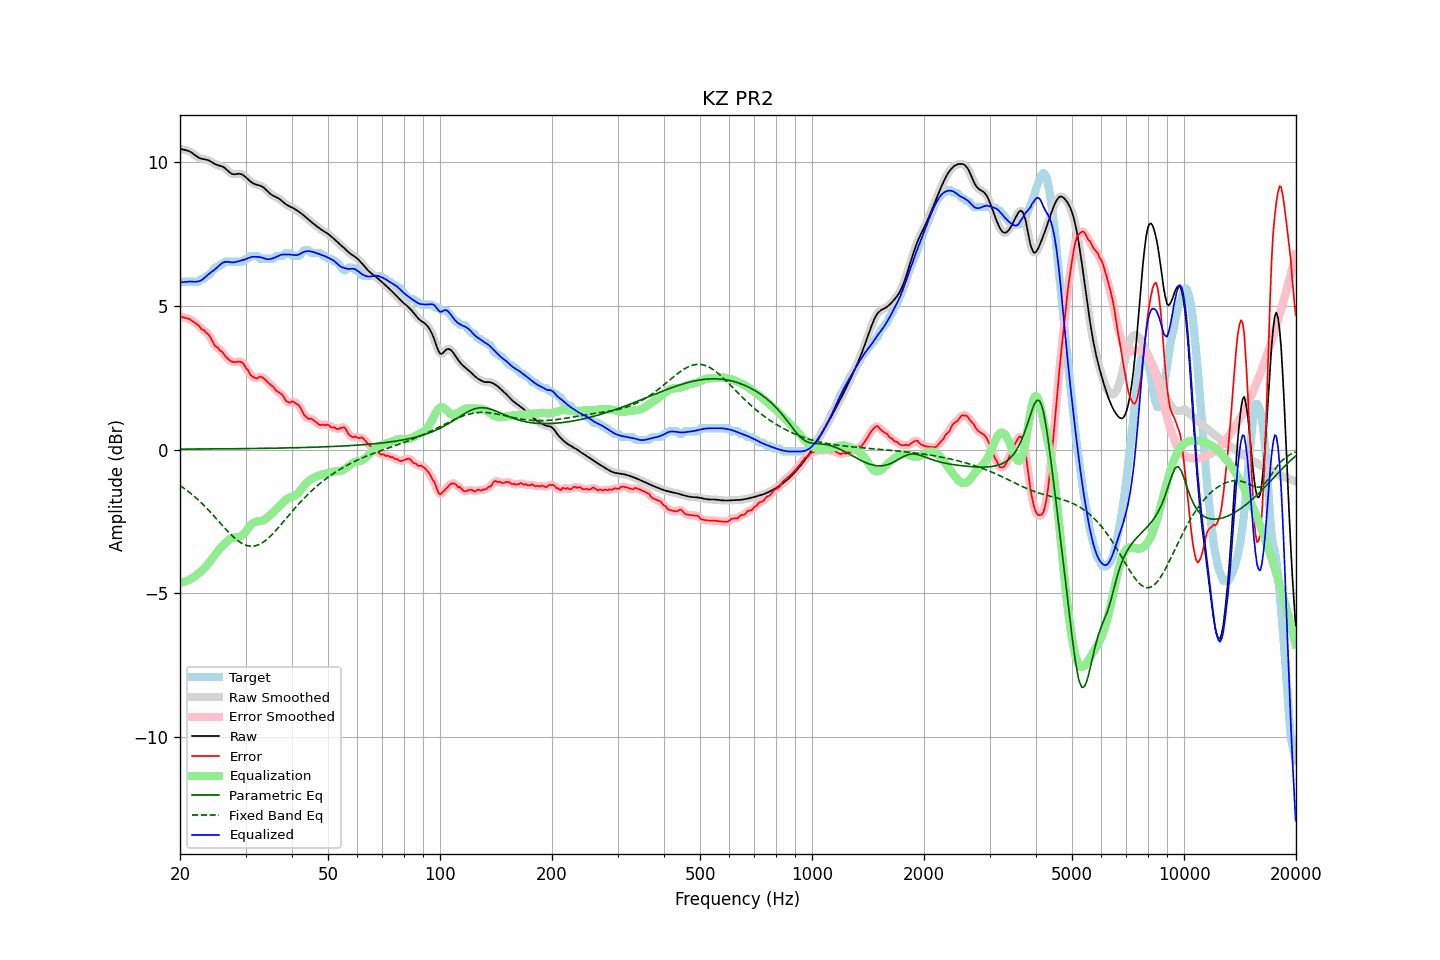 KZ PR2
10
5
0
−5
−10
Amplitude (dBr)
Target
Raw Smoothed
Error Smoothed
Raw
Error
Equalization
Parametric Eq
Fixed Band Eq
Equalized
20 50 100 200 500 1000 2000 5000 10000 20000
Frequency (Hz)